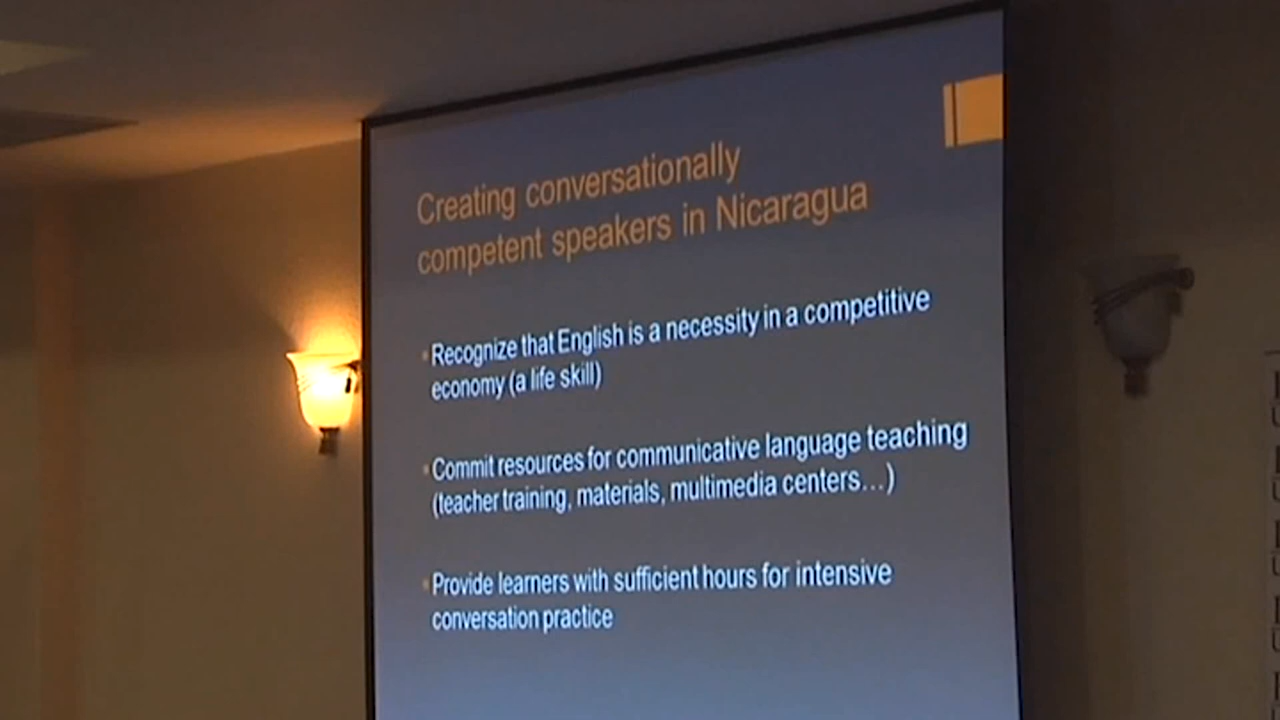 Creating conversationally
competent speakers in Nicaragua
Recognize that English is a necessity in a competitive
economy (a life skill)
Commit resources for communicative language teaching
(teacher training, materials, multimedia centers...)
Provide learners with sufficient hours for intensive
conversation practice